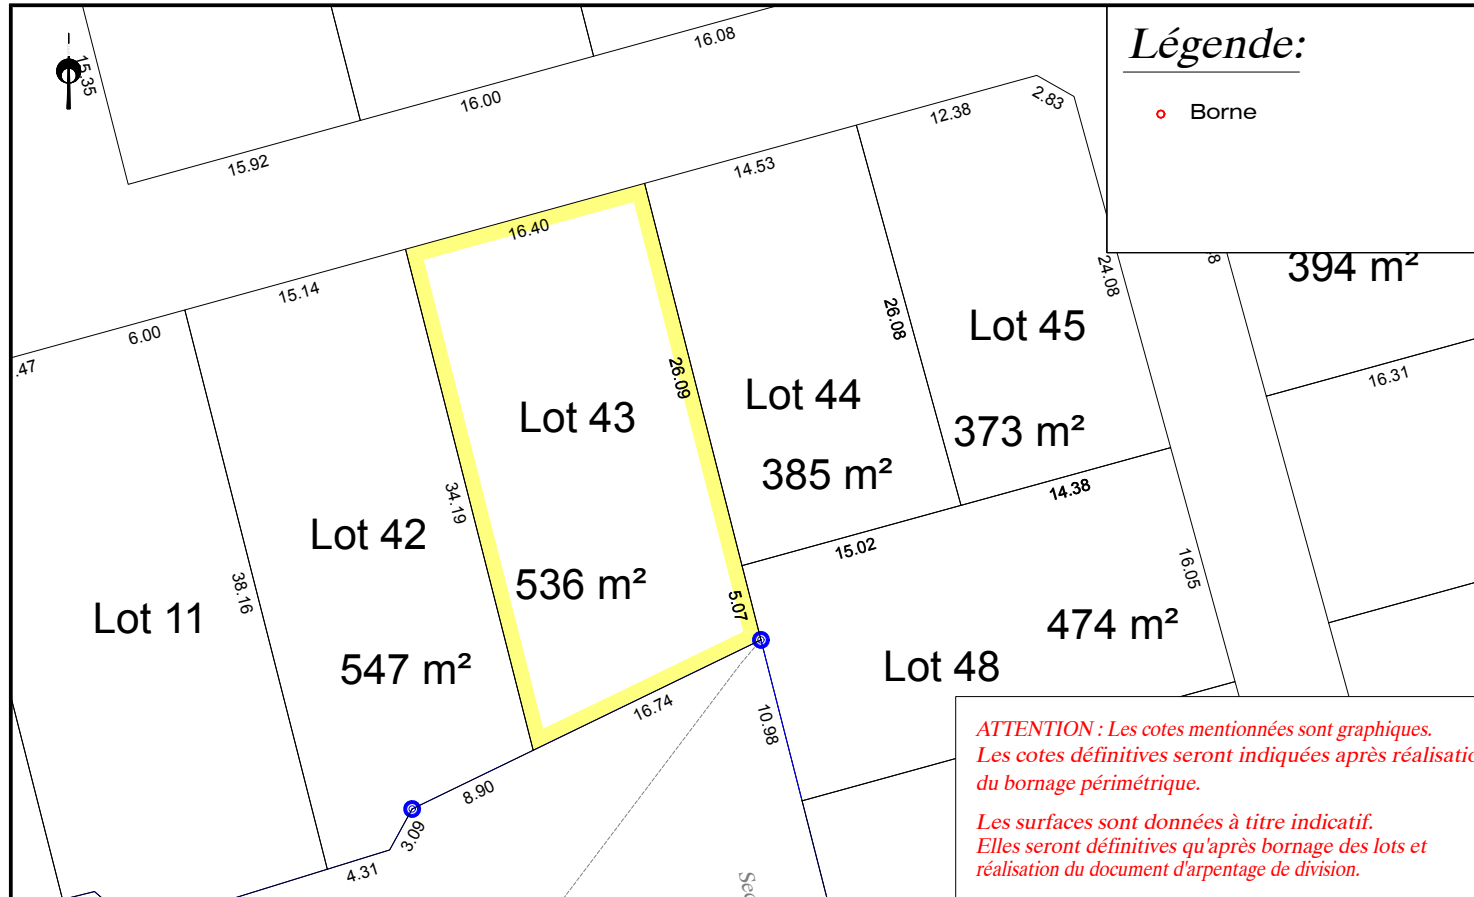 Légende:
Borne
15.35
16.08
16.00
15.92
2.83
12.38
14.53
16.40
15.14
6.00
.47
24.08
8
394 m²
16.31
26.08
26.09
Lot 45
Lot 44
Lot 43
373 m²
385 m²
14.38
15.02
34.19
Lot 42
536 m²
5.07
16.05
38.16
Lot 11
547 m²
474 m²
Lot 48
16.74
10.98
8.90
3.09
4.31
Sec
ATTENTION : Les cotes mentionnées sont graphiques.
Les cotes définitives seront indiquées après réalisatio
du bornage périmétrique.
Les surfaces sont données à titre indicatif.
Elles seront définitives qu'après bornage des lots et
réalisation du document d'arpentage de division.